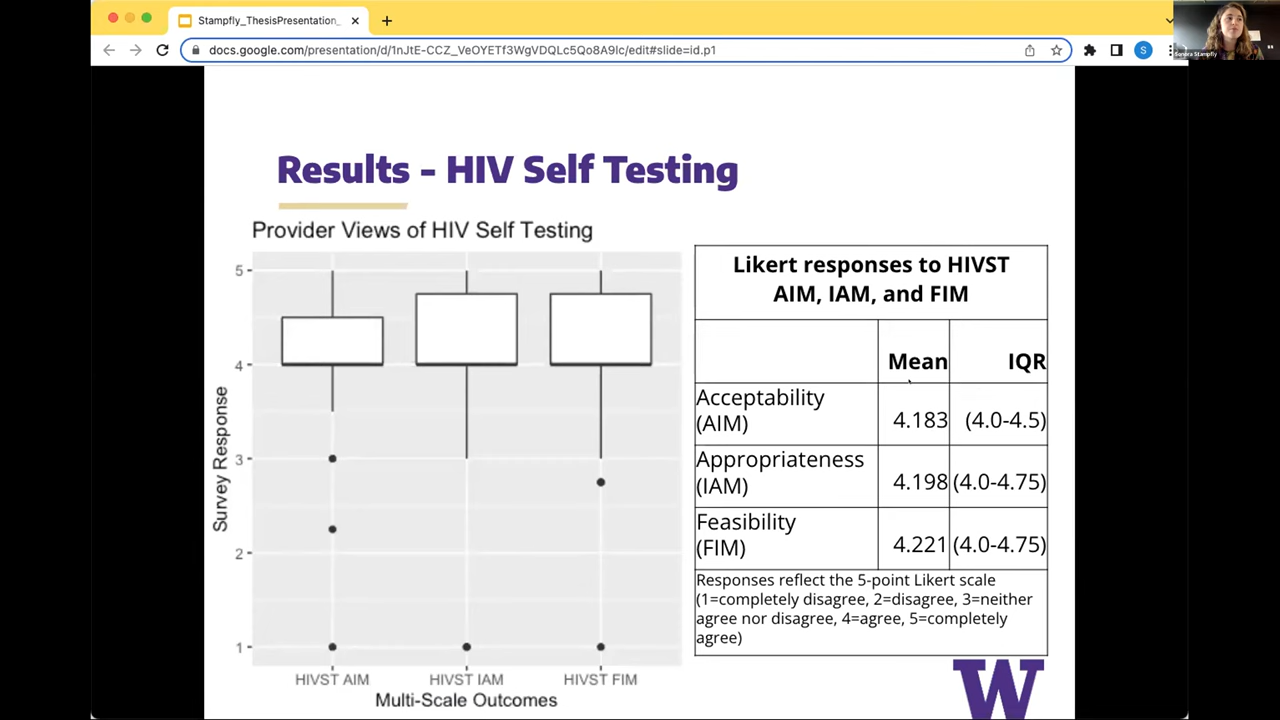 Stampfly_ThesisPresentation_
docs.google.com/presentation/d/1nJtE-CCZ_VeOYETf3WgVDQLc5Qo8A9Ic/edit#slide=id.p1
S
Sandra Stampfly
Results - HIV Self Testing
Provider Views of HIV Self Testing
5
4
3
2
1
Survey Response
HIVST AIM
HIVST IAM
HIVST FIM
Multi-Scale Outcomes
Likert responses to HIVST
AIM, IAM, and FIM
Mean IQR
Acceptability
(AIM) 4.183 (4.0-4.5)
Appropriateness
(IAM) 4.198 (4.0-4.75)
Feasibility
(FIM) 4.221 (4.0-4.75)
Responses reflect the 5-point Likert scale
(1=completely disagree, 2=disagree, 3=neither
agree nor disagree, 4=agree, 5=completely
agree)
W